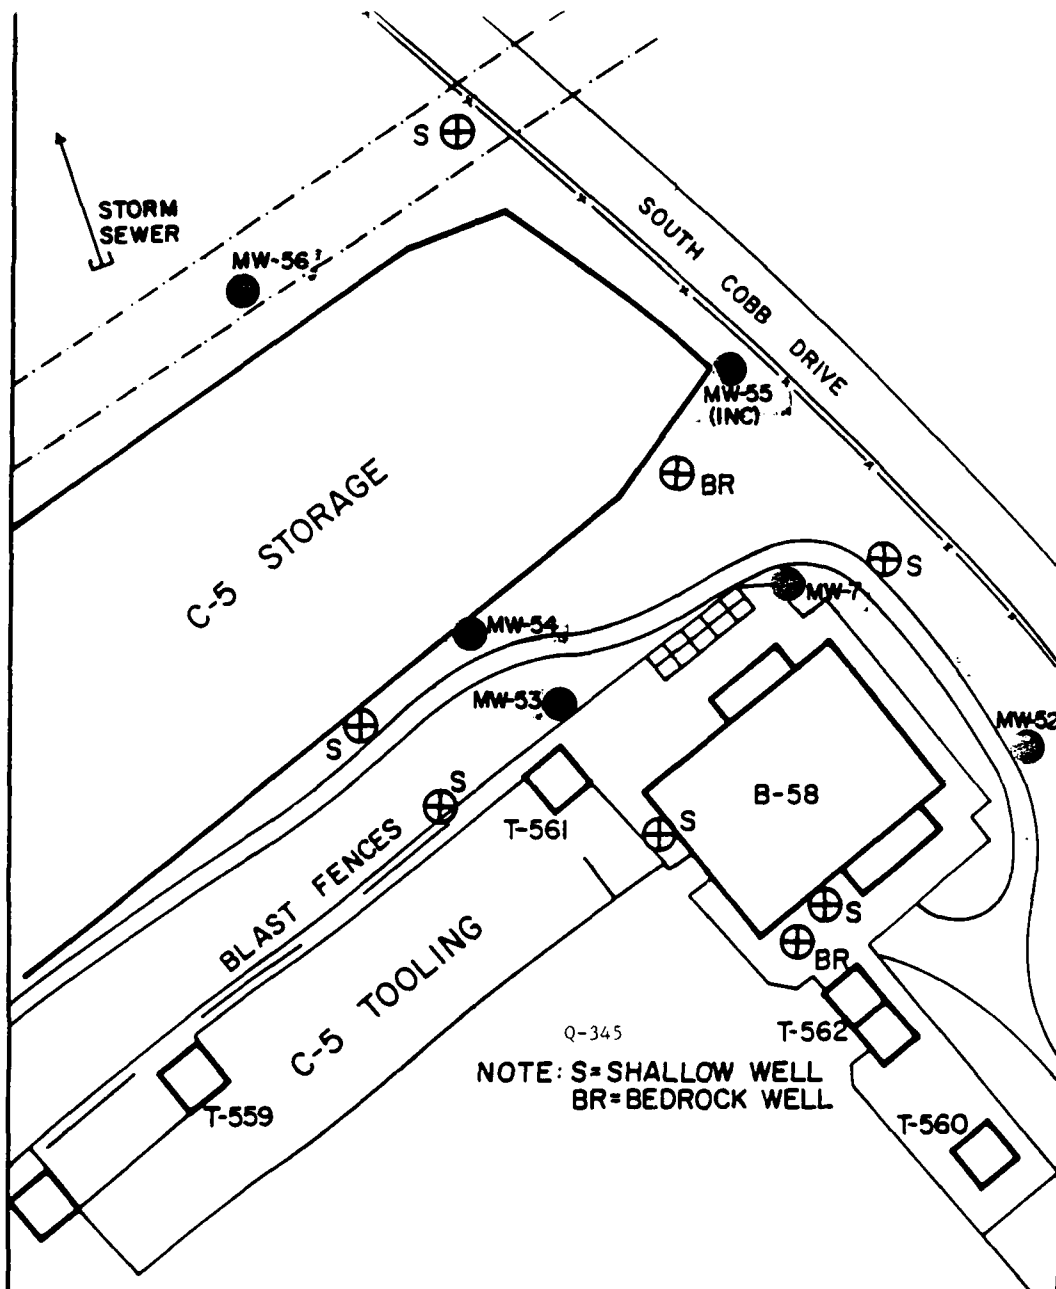 S
STORM
SEWER
MW-56
SOUTH COBB DRIVE
MW-55
(INC)
BR
C-5 STORAGE
S
MW-7
MW-54
MW-53
MW-52
S
S
B-58
T-561
S
BLAST FENCES
S
C-5 TOOLING
BR
Q-345
T-562
NOTE: S=SHALLOW WELL
BR=BEDROCK WELL
T-559
T-560